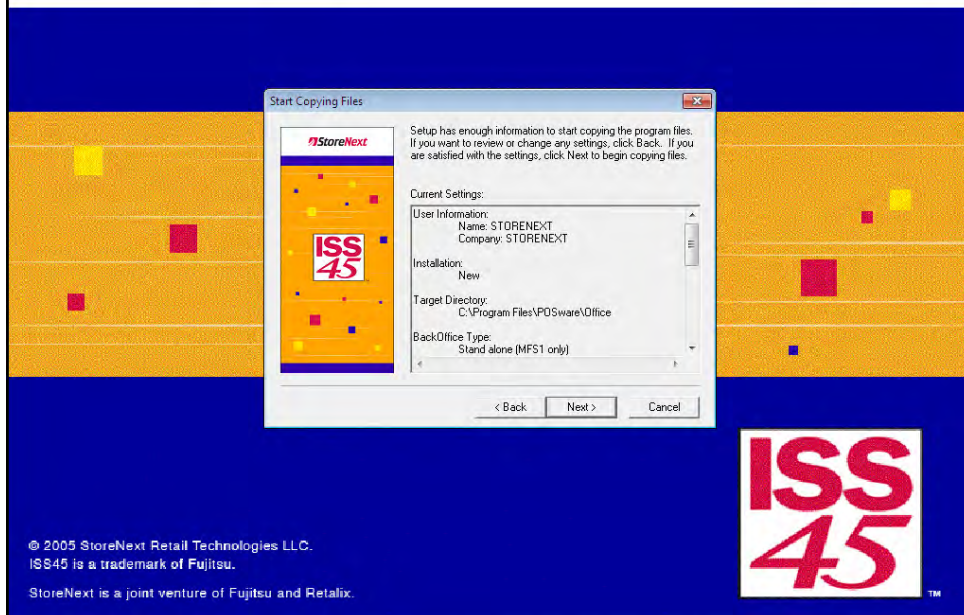 Start Copying Files
StoreNext
ISS
45
Setup has enough information to start copying the program files.
If you want to review or change any settings, click Back. If you
are satisfied with the settings, click Next to begin copying files.
Current Settings:
User Information:
Name: STORENEXT
Company: STORENEXT
Installation:
New
Target Directory:
C:\Program Files\POSware\Office
BackOffice Type:
Stand alone (MFS1 only)
< Back
Next >
Cancel
ISS
45
TM
© 2005 StoreNext Retail Technologies LLC.
ISS45 is a trademark of Fujitsu.
StoreNext is a joint venture of Fujitsu and Retalix.